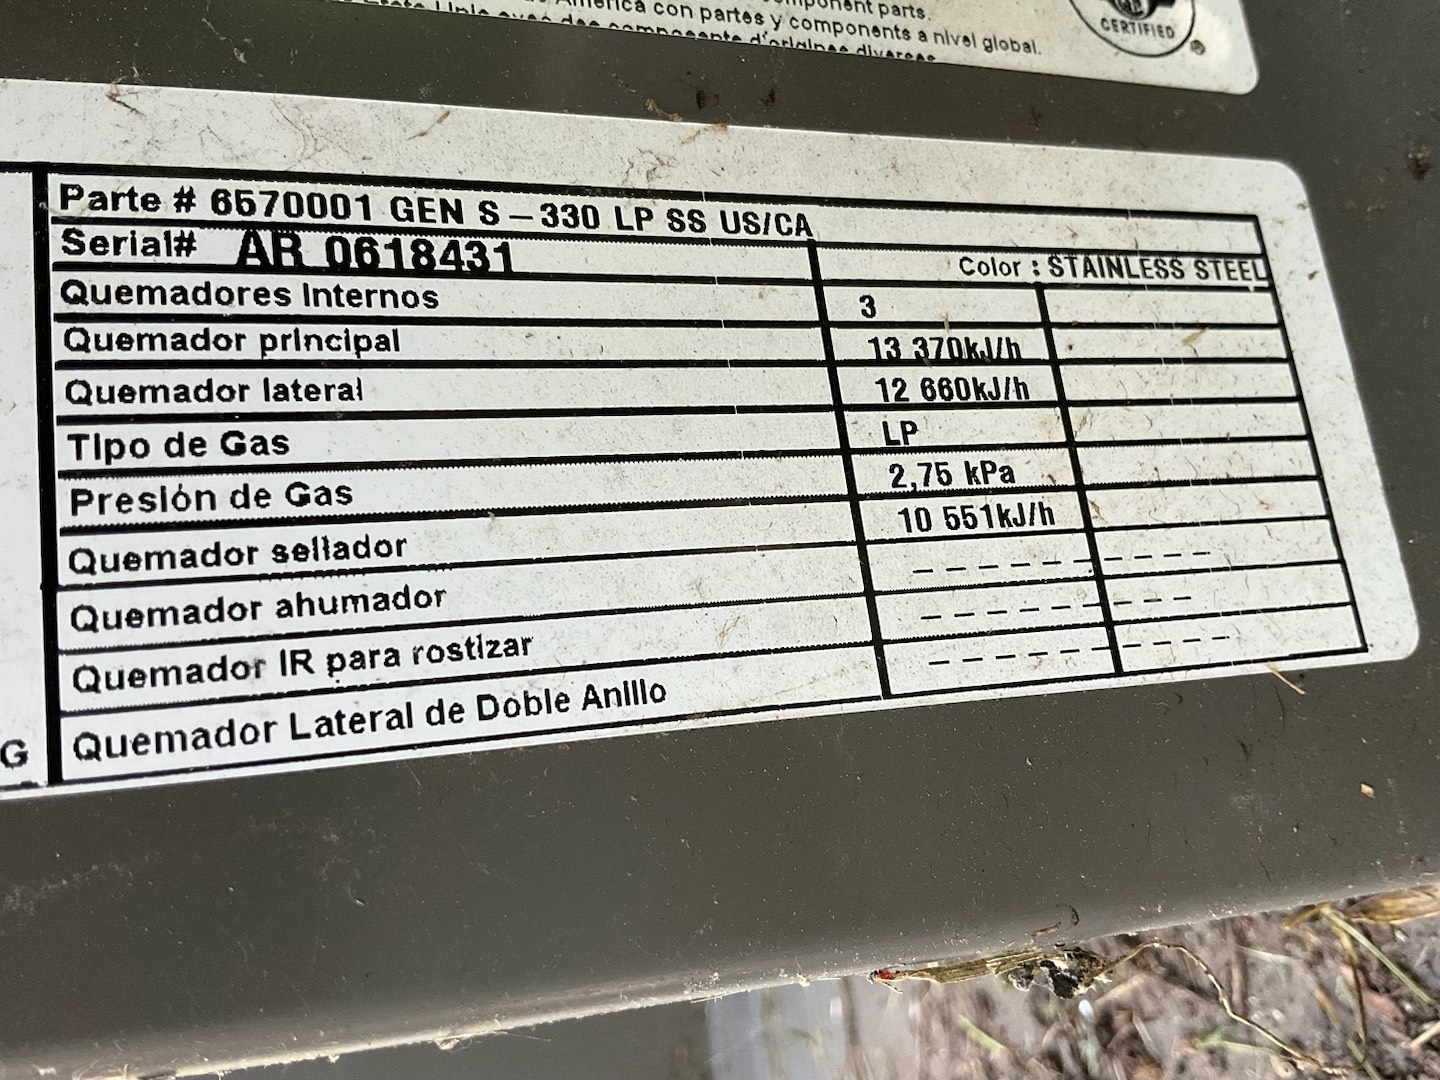 ponent parts.
América con partes y components a nivel global.
CERTIFIED ®
Parte # 6570001 GEN S – 330 LP SS US/CA
Serial# AR 0618431 Color : STAINLESS STEEL
Quemadores Internos 3
Quemador principal 13 370kJ/h
Quemador lateral 12 660kJ/h
Tipo de Gas LP
Presión de Gas 2,75 kPa
Quemador sellador 10 551kJ/h
Quemador ahumador – – – – – – – – – –
Quemador IR para rostizar – – – – – – – – –
Quemador Lateral de Doble Anillo – – – – – – – – – –
G